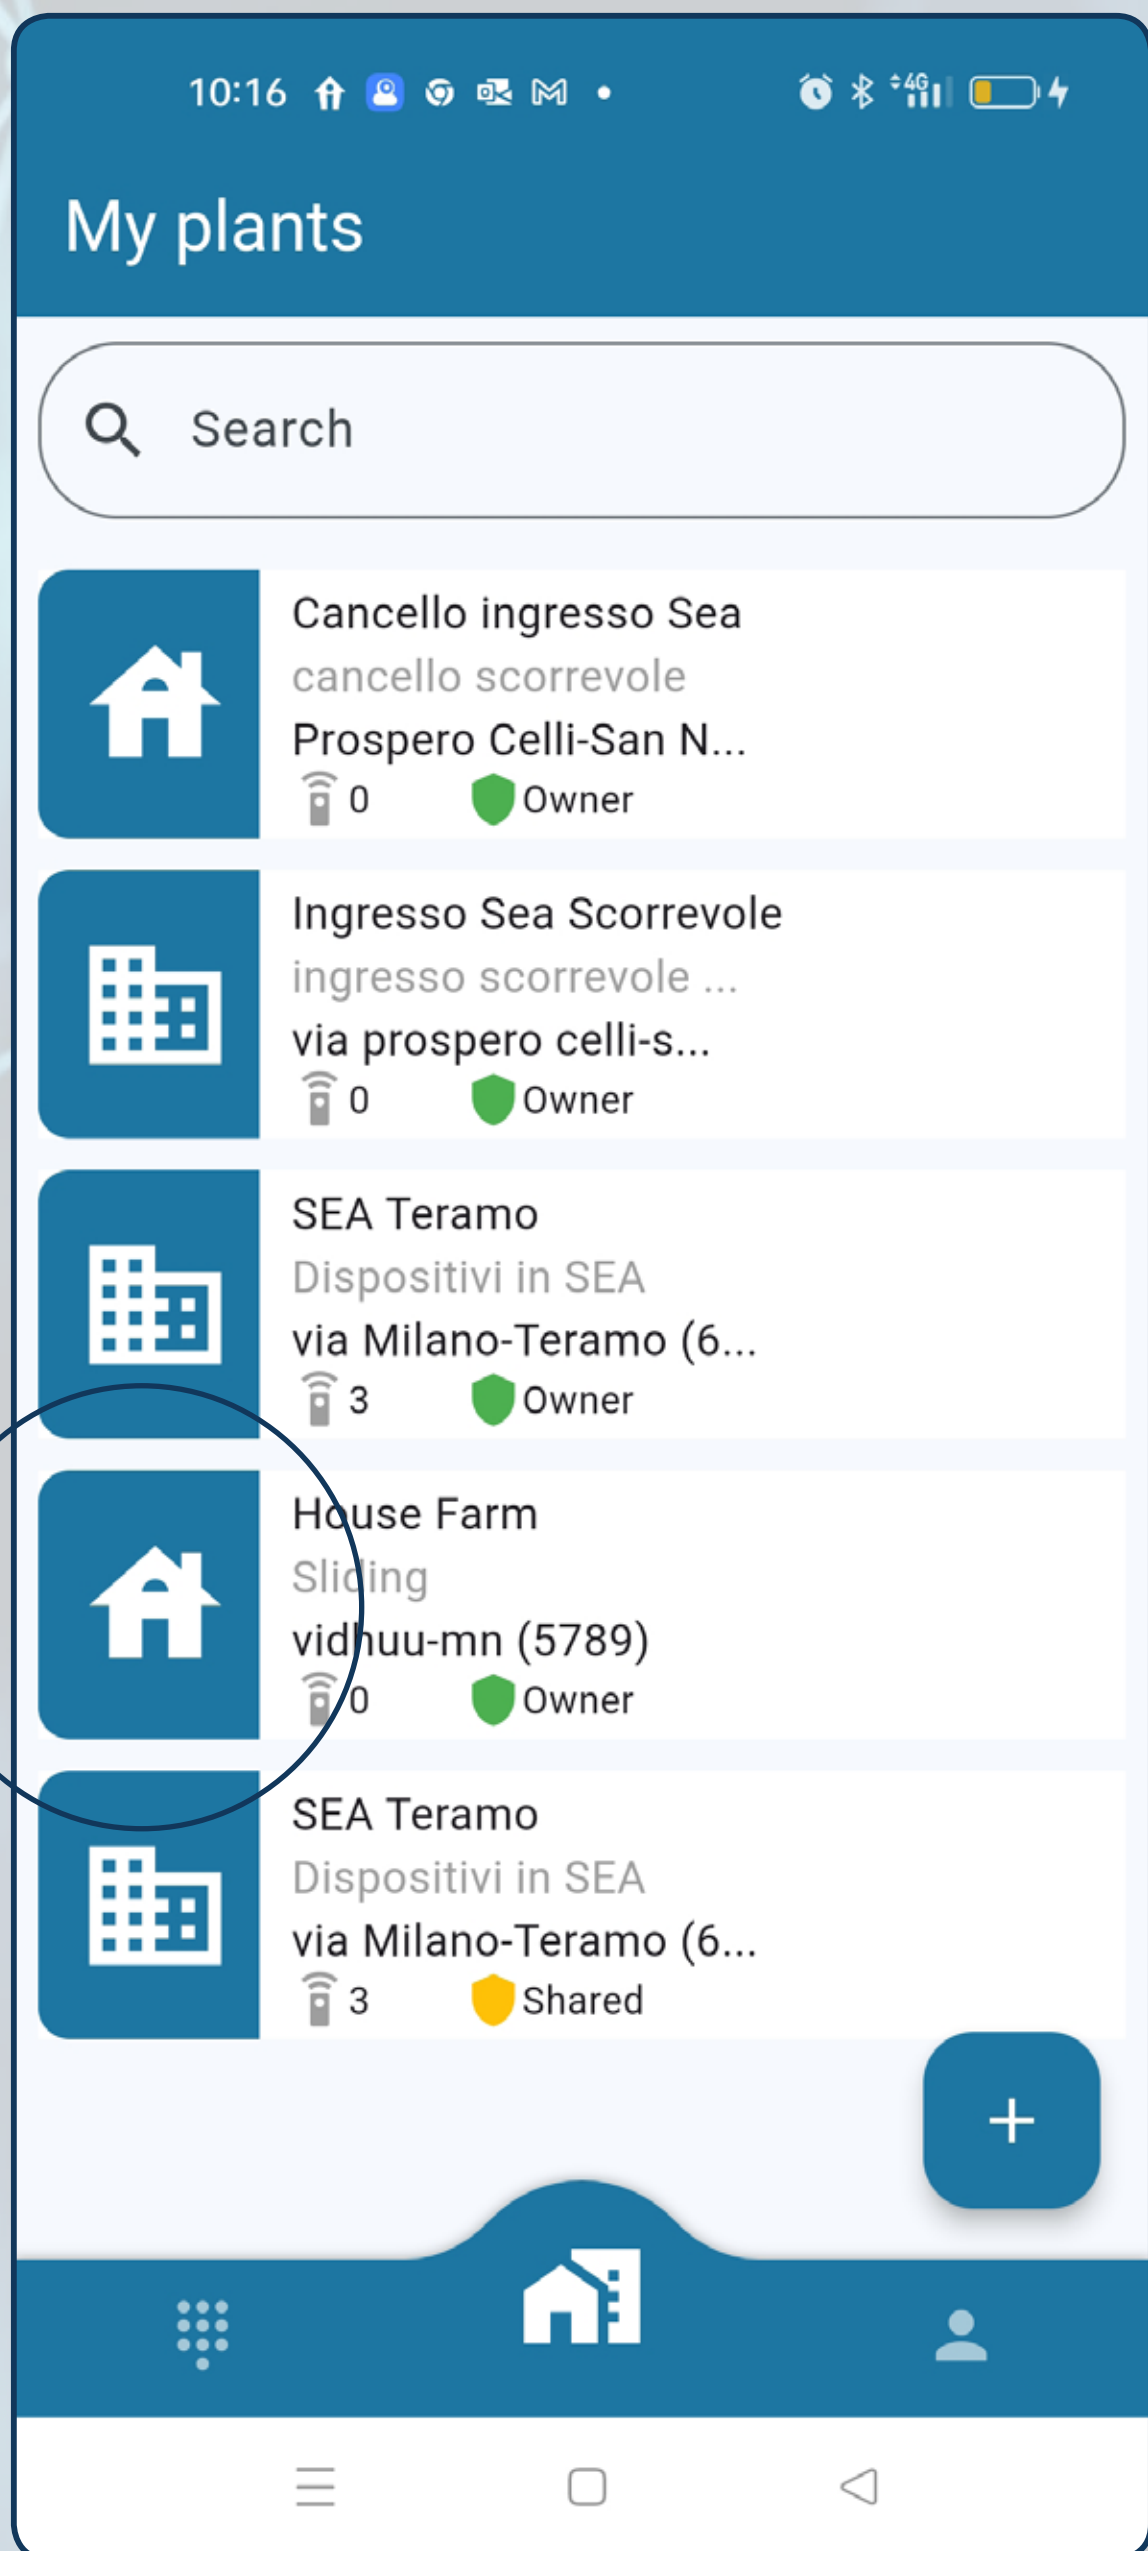 10:16
4G
My plants
Search
Cancello ingresso Sea
cancello scorrevole
Prospero Celli-San N...
0 Owner
Ingresso Sea Scorrevole
ingresso scorrevole ...
via prospero celli-s...
0 Owner
SEA Teramo
Dispositivi in SEA
via Milano-Teramo (6...
3 Owner
House Farm
Sliding
vidhuu-mn (5789)
0 Owner
SEA Teramo
Dispositivi in SEA
via Milano-Teramo (6...
3 Shared
+